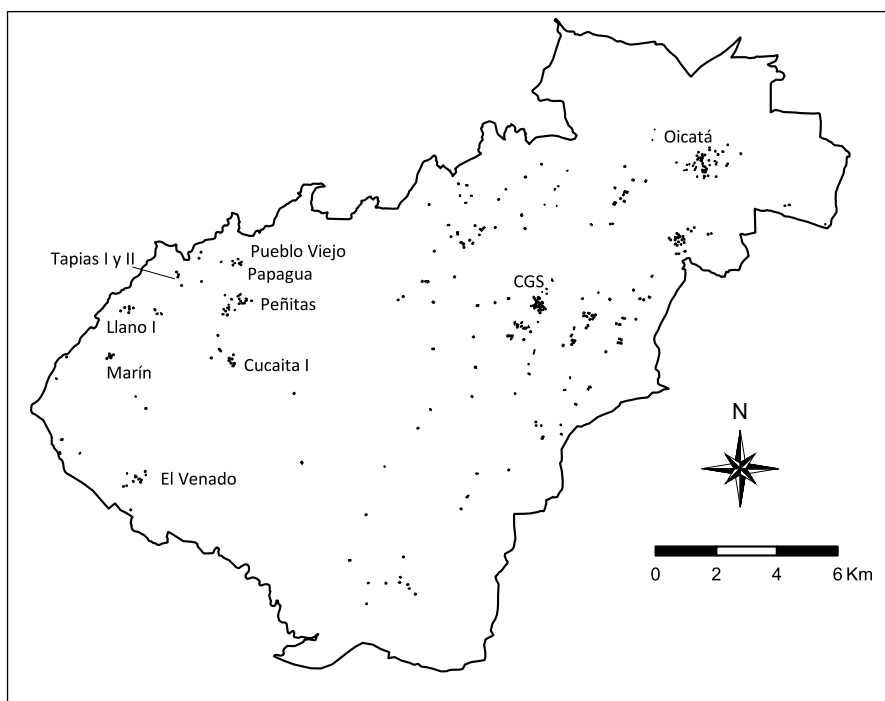 Oicatá
Pueblo Viejo
Tapias I y II
Papagua
CGS
Peñitas
Llano I
Cucaita I
Marín
N
El Venado
0 2 4 6 Km